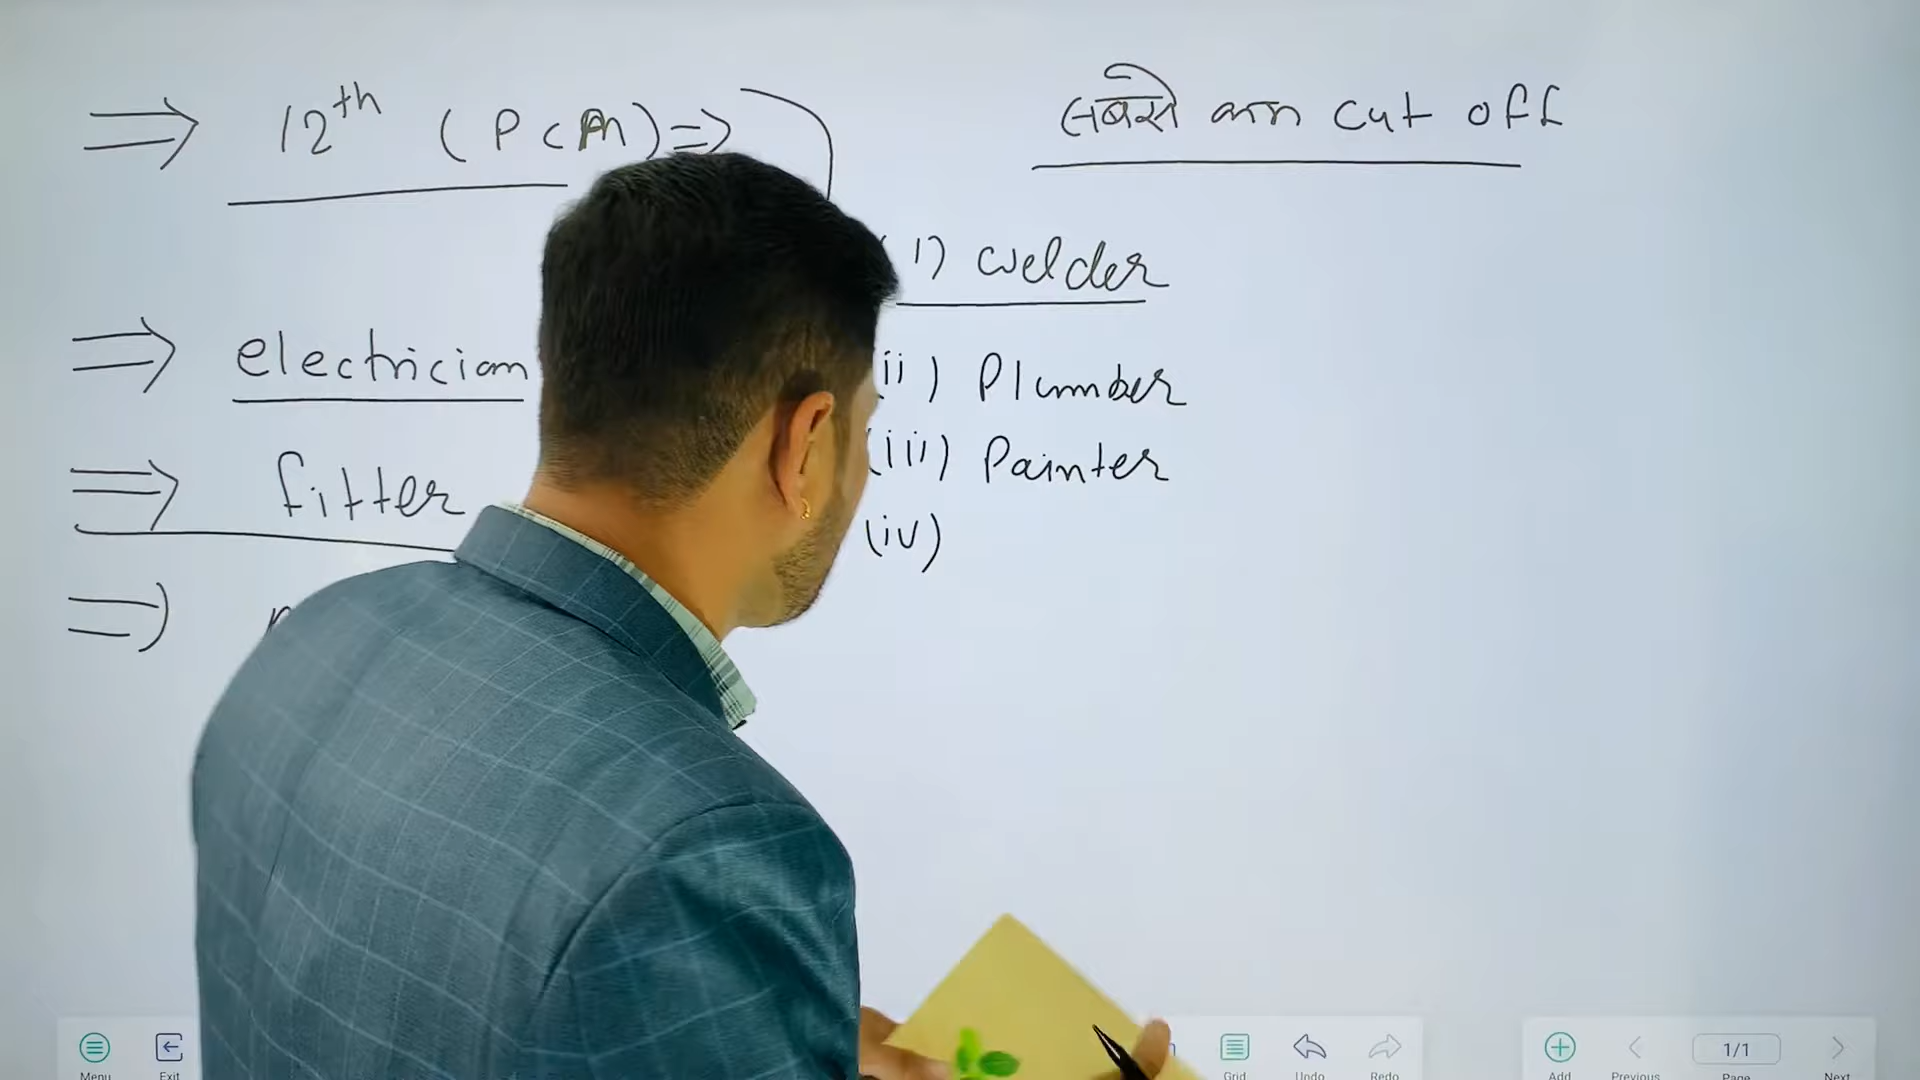 ⇒ 12th (PCM) ⇒
⇒ electrician
⇒ fitter
⇒
सबसे कम cut off
(i) welder
(ii) Plumber
(iii) Painter
(iv)
Menu Exit Grid Undo Redo Add Previous 1/1 Page Next